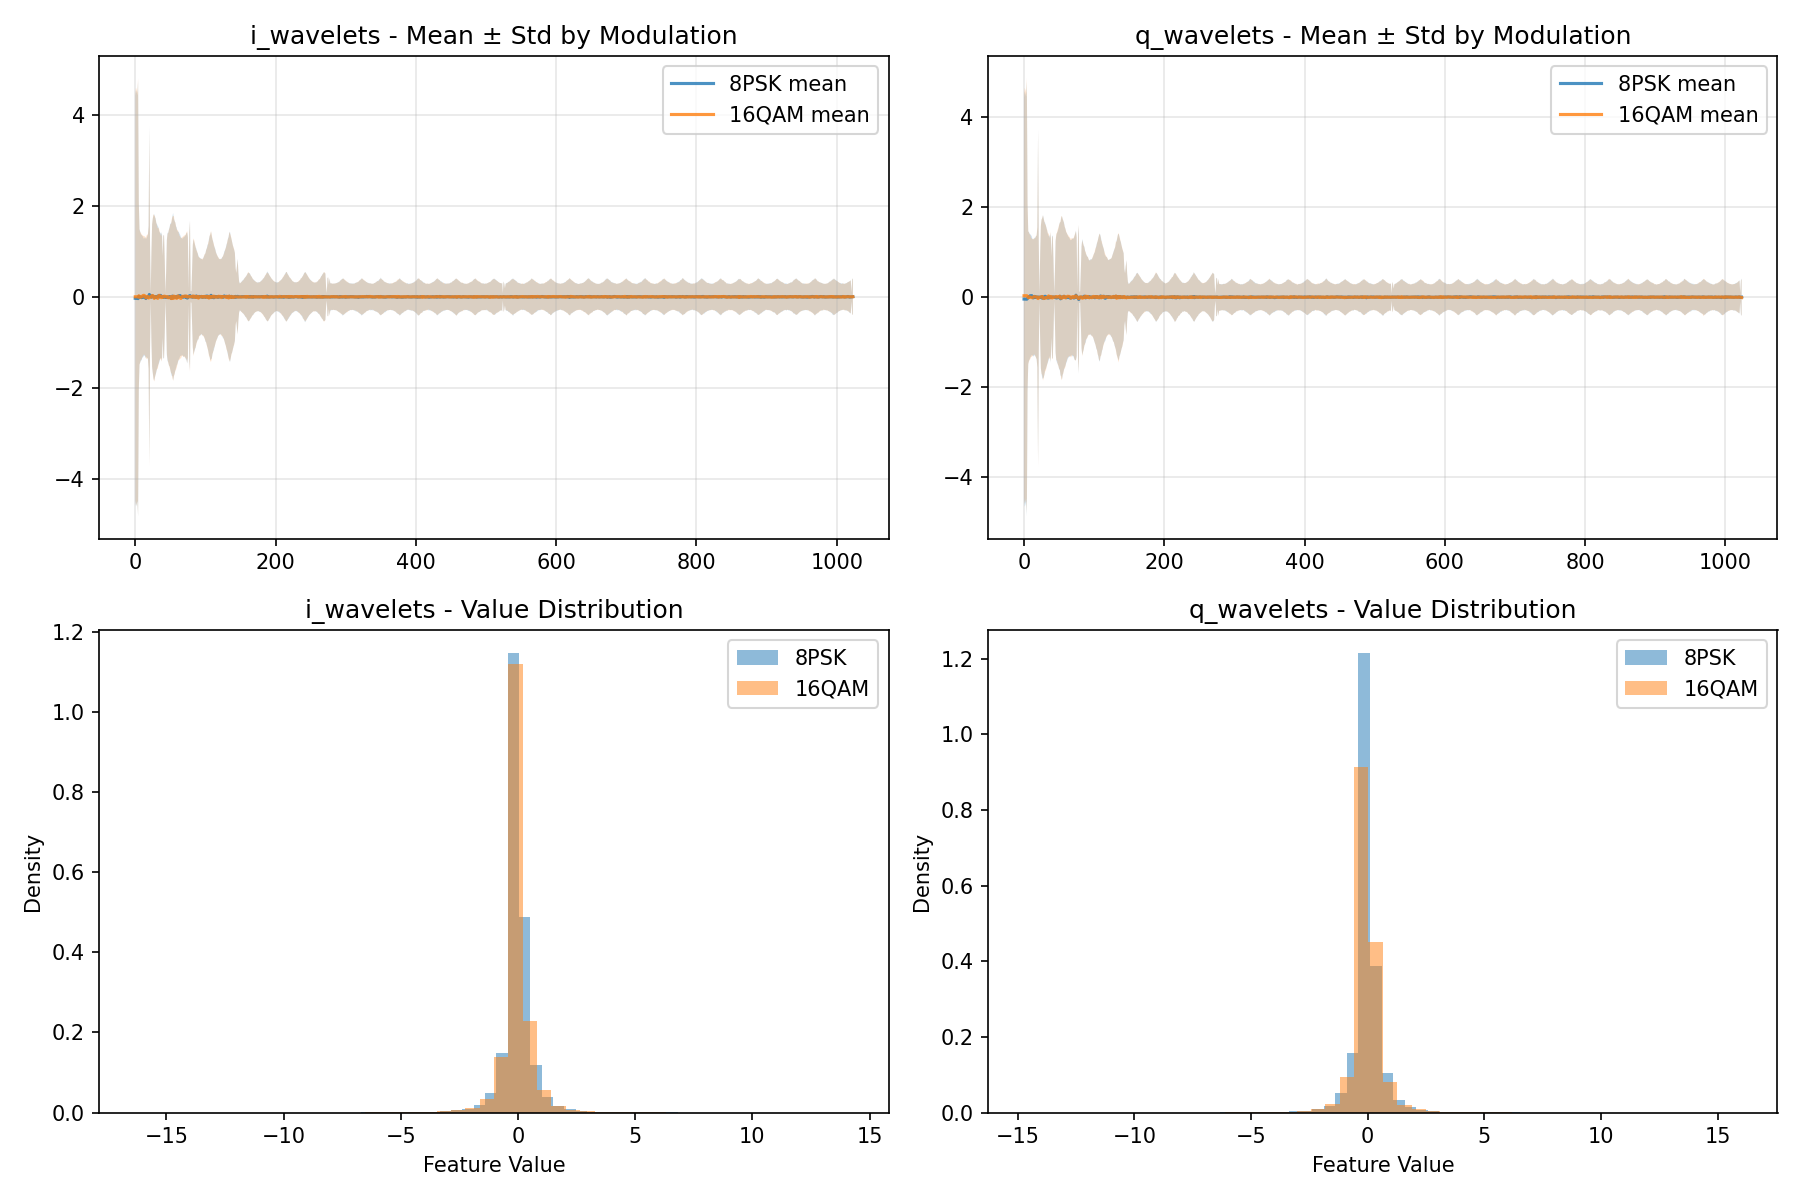 i_wavelets - Mean ± Std by Modulation
8PSK mean
16QAM mean
4
2
0
−2
−4
0 200 400 600 800 1000
q_wavelets - Mean ± Std by Modulation
8PSK mean
16QAM mean
4
2
0
−2
−4
0 200 400 600 800 1000
i_wavelets - Value Distribution
8PSK
16QAM
Density
1.2
1.0
0.8
0.6
0.4
0.2
0.0
−15 −10 −5 0 5 10 15
Feature Value
q_wavelets - Value Distribution
8PSK
16QAM
Density
1.2
1.0
0.8
0.6
0.4
0.2
0.0
−15 −10 −5 0 5 10 15
Feature Value